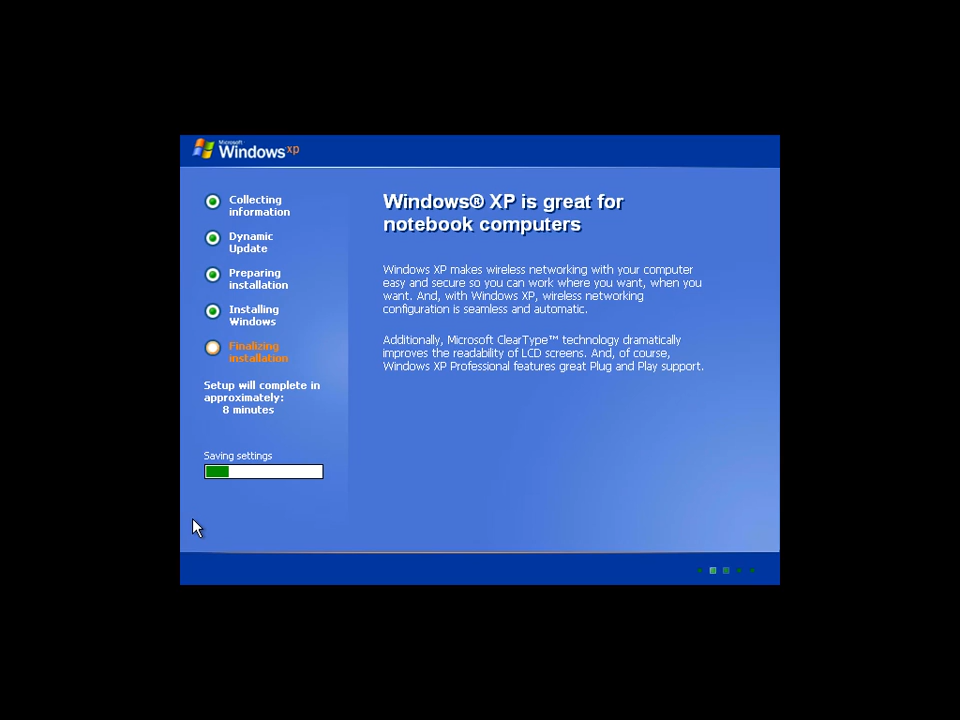 Microsoft
Windows xp
Collecting
information
Dynamic
Update
Preparing
installation
Installing
Windows
Finalizing
installation
Setup will complete in
approximately:
8 minutes
Saving settings
Windows® XP is great for
notebook computers
Windows XP makes wireless networking with your computer
easy and secure so you can work where you want, when you
want. And, with Windows XP, wireless networking
configuration is seamless and automatic.
Additionally, Microsoft ClearType™ technology dramatically
improves the readability of LCD screens. And, of course,
Windows XP Professional features great Plug and Play support.